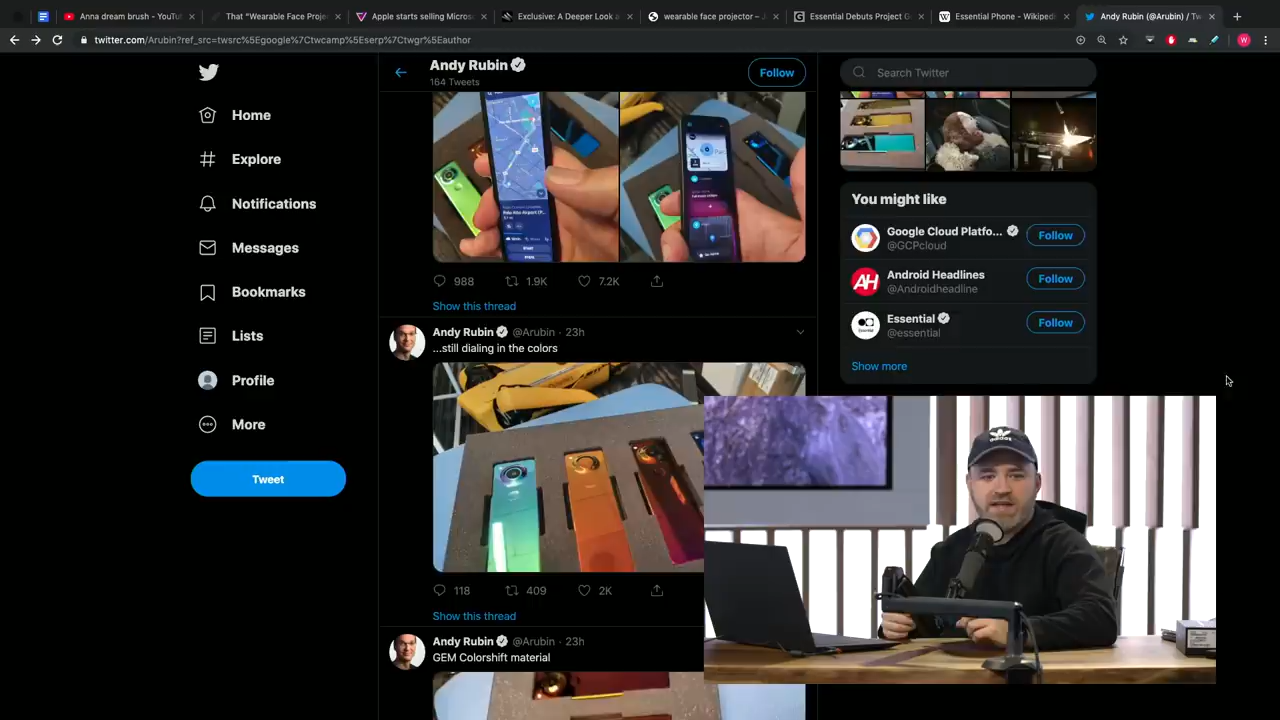 Anna dream brush - YouTu
That "Wearable Face Proje
Apple starts selling Micros
Exclusive: A Deeper Look a
wearable face projector - J
Essential Debuts Project G
Essential Phone - Wikiped
Andy Rubin (@Arubin) / Tw
twitter.com/Arubin?ref_src=twsrc%5Egoogle%7Ctwcamp%5Eserp%7Ctwgr%5Eauthor
W
Home
Explore
Notifications
Messages
Bookmarks
Lists
Profile
More
Tweet
Andy Rubin
164 Tweets
Follow
988
1.9K
7.2K
Show this thread
Andy Rubin @Arubin · 23h
...still dialing in the colors
118
409
2K
Show this thread
Andy Rubin @Arubin · 23h
GEM Colorshift material
Search Twitter
You might like
Google Cloud Platfo...
@GCPcloud
Follow
AH
Android Headlines
@Androidheadline
Follow
Essential
@essential
Follow
Show more